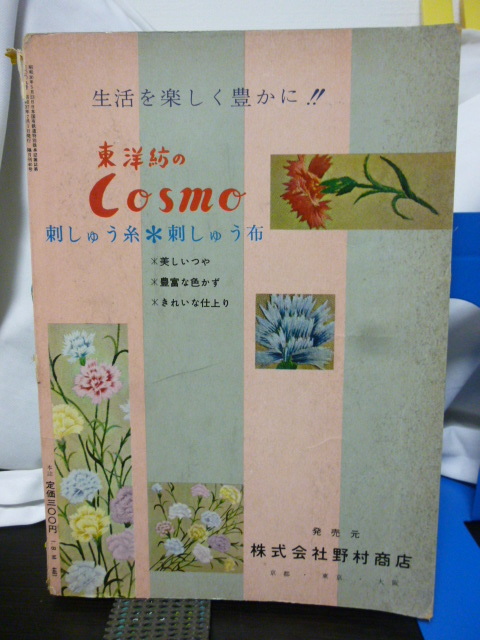 生活を楽しく豊かに!!
東洋紡の
Cosmo
刺しゅう糸＊刺しゅう布
＊美しいつや
＊豊富な色かず
＊きれいな仕上り
定価三〇〇円
発売元
株式会社野村商店
京都・東京・大阪